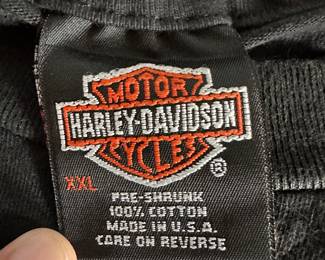 MOTOR
HARLEY-DAVIDSON
CYCLES
®
XXL
PRE-SHRUNK
100% COTTON
MADE IN U.S.A.
CARE ON REVERSE